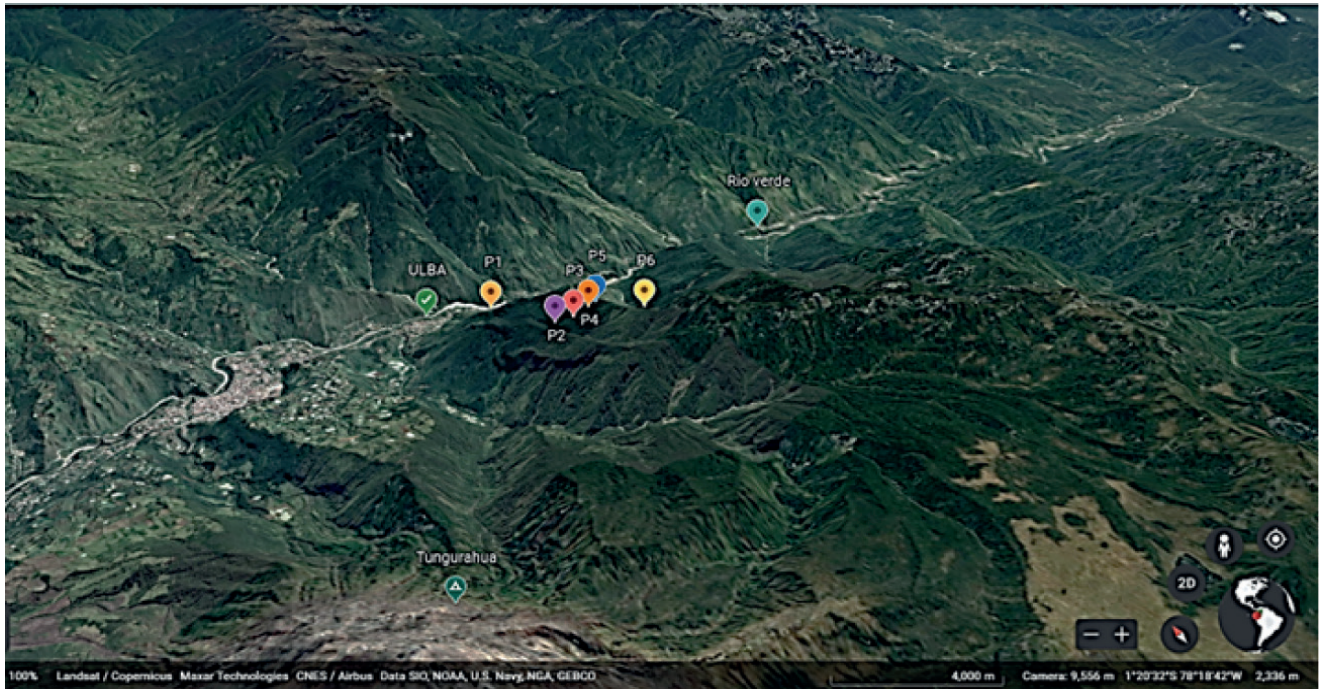 Rio verde
ULBA
P1
P3
P5
P6
P2
P4
Tungurahua
2D
100% Landsat / Copernicus Maxar Technologies CNES / Airbus Data SIO, NOAA, U.S. Navy, NGA, GEBCO 4,000 m Camera: 9,556 m 1°20'32"S 78°18'42"W 2,336 m